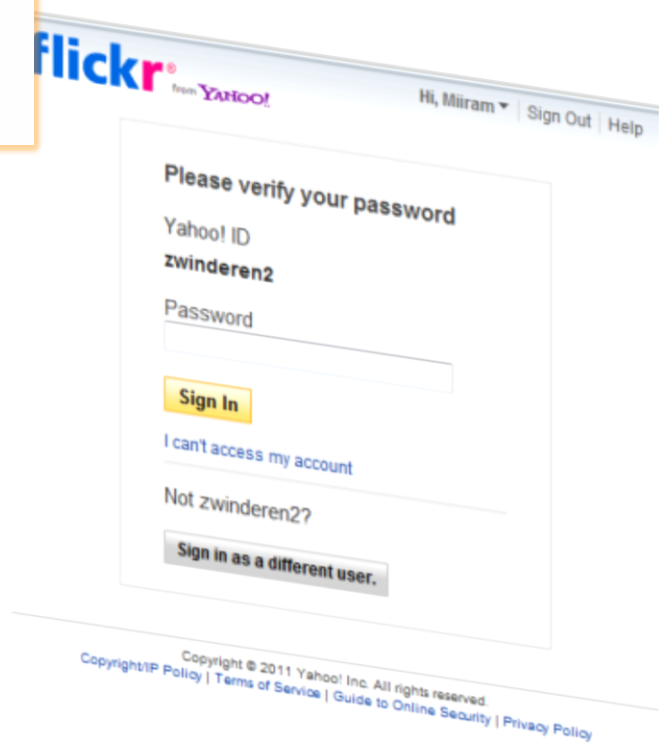 flickr® from YAHOO!
Hi, Miiram ▼ | Sign Out | Help
Please verify your password
Yahoo! ID
zwinderen2
Password
Sign In
I can't access my account
Not zwinderen2?
Sign in as a different user.
Copyright © 2011 Yahoo! Inc. All rights reserved.
Copyright/IP Policy | Terms of Service | Guide to Online Security | Privacy Policy